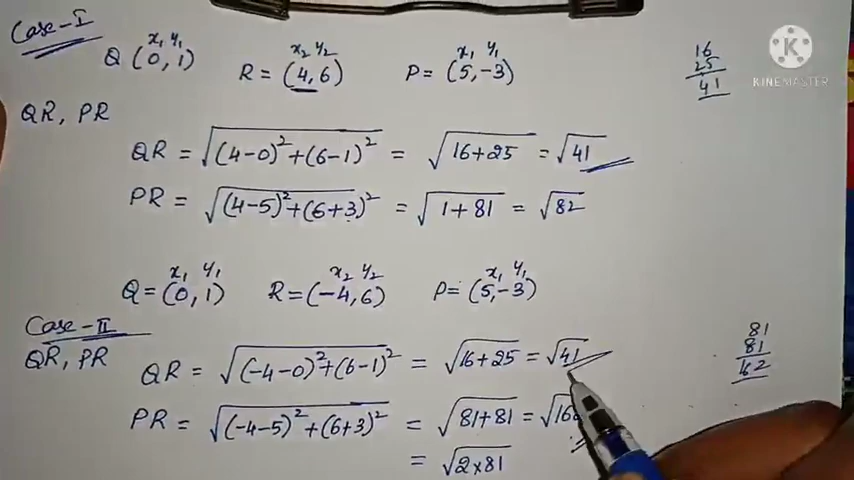 Case-I
x₁ y₁ x₂ y₂ x₁ y₁
Q (0, 1) R = (4, 6) P = (5, -3)
16
25
41
KINEMASTER
QR, PR
QR = √(4-0)²+(6-1)² = √16+25 = √41
PR = √(4-5)²+(6+3)² = √1+81 = √82
x₁ y₁ x₂ y₂ x₁ y₁
Q = (0, 1) R = (-4, 6) P = (5, -3)
Case-II
QR, PR
QR = √(-4-0)²+(6-1)² = √16+25 = √41
81
81
162
PR = √(-4-5)²+(6+3)² = √81+81 =
= √2×81